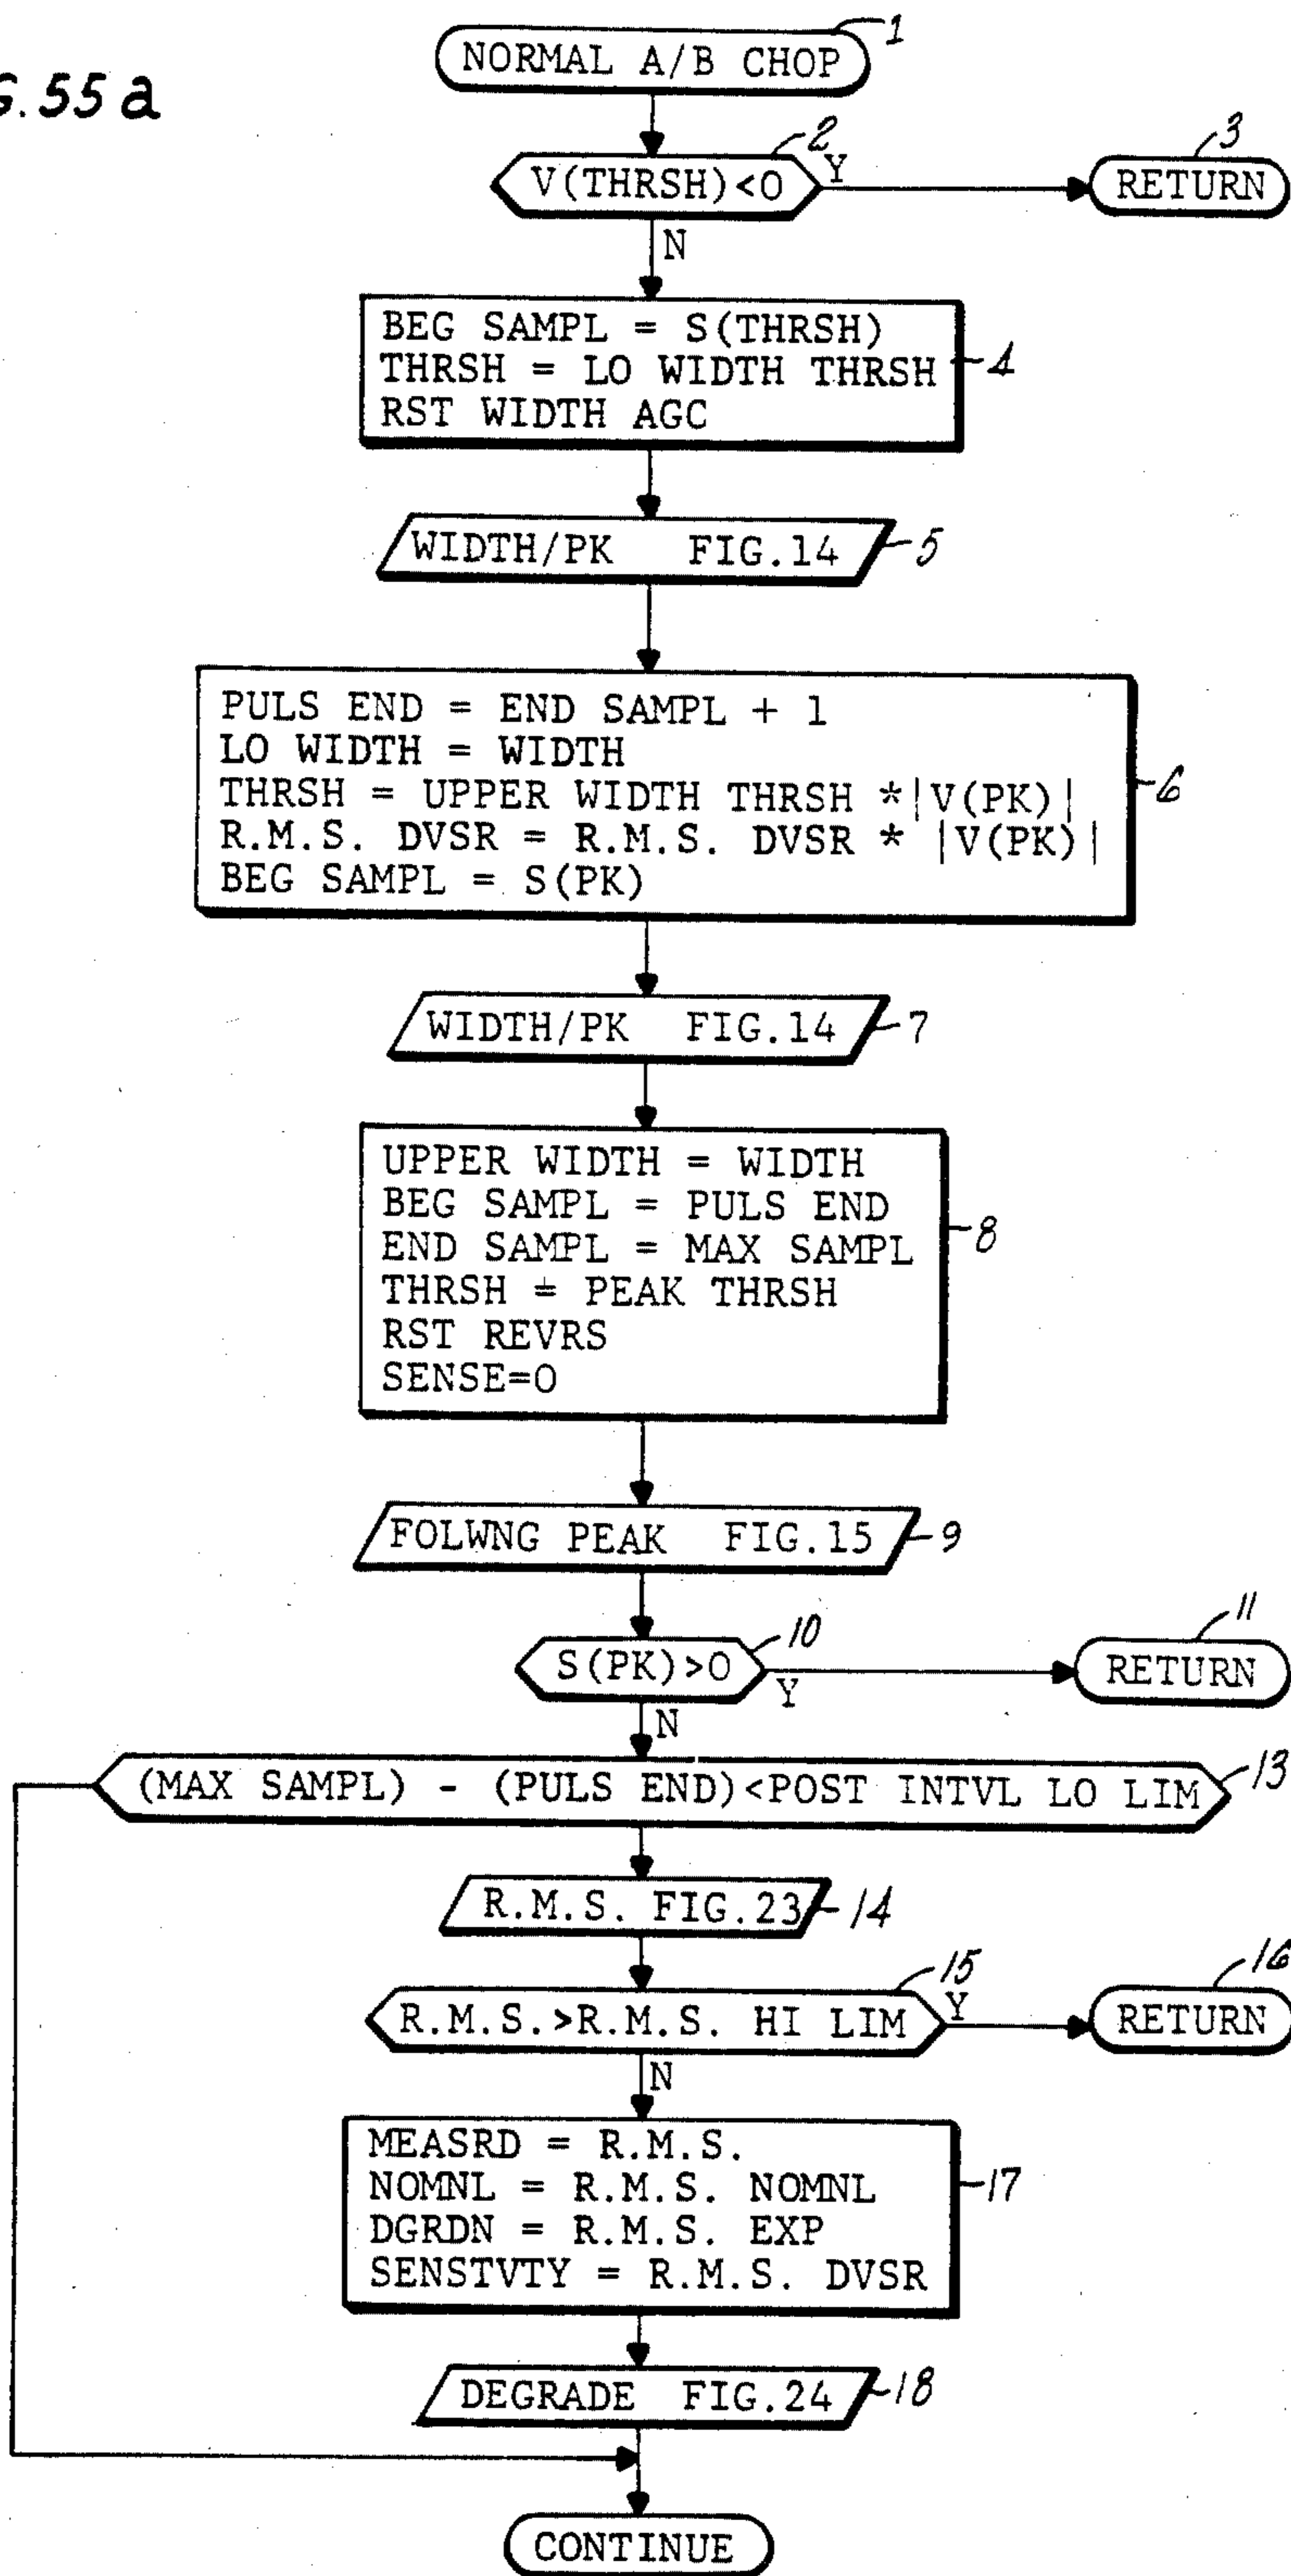 G. 55 a
1
NORMAL A/B CHOP
2
V(THRSH)<0
Y
3
RETURN
N
BEG SAMPL = S(THRSH)
THRSH = LO WIDTH THRSH
RST WIDTH AGC
4
WIDTH/PK FIG.14
5
PULS END = END SAMPL + 1
LO WIDTH = WIDTH
THRSH = UPPER WIDTH THRSH *|V(PK)|
R.M.S. DVSR = R.M.S. DVSR * |V(PK)|
BEG SAMPL = S(PK)
6
WIDTH/PK FIG.14
7
UPPER WIDTH = WIDTH
BEG SAMPL = PULS END
END SAMPL = MAX SAMPL
THRSH = PEAK THRSH
RST REVRS
SENSE=0
8
FOLWNG PEAK FIG.15
9
10
S(PK)>0
Y
11
RETURN
N
(MAX SAMPL) - (PULS END)<POST INTVL LO LIM
13
R.M.S. FIG.23
14
15
R.M.S.>R.M.S. HI LIM
Y
16
RETURN
N
MEASRD = R.M.S.
NOMNL = R.M.S. NOMNL
DGRDN = R.M.S. EXP
SENSTVTY = R.M.S. DVSR
17
DEGRADE FIG.24
18
CONTINUE